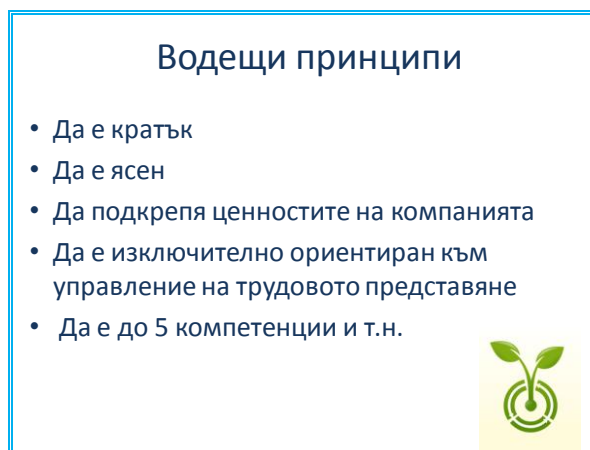 Водещи принципи
• Да е кратък
• Да е ясен
• Да подкрепя ценностите на компанията
• Да е изключително ориентиран към
управление на трудовото представяне
• Да е до 5 компетенции и т.н.